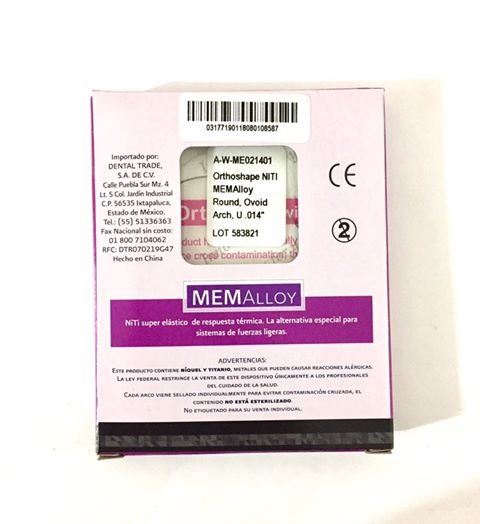 03177190118080108587
A-W-ME021401
Orthoshape NITI
MEMAlloy
Round, Ovoid
Arch, U .014"
LOT 583821
Importado por:
DENTAL TRADE,
S.A. DE C.V.
Calle Puebla Sur Mz. 4
Lt. 5 Col. Jardín Industrial
C.P. 56535 Ixtapaluca,
Estado de México.
Tel.: (55) 51336363
Fax Nacional sin costo:
01 800 7104062
RFC: DTR070219G47
Hecho en China
CE
2
MEMALLOY
NiTi super elástico de respuesta térmica. La alternativa especial para
sistemas de fuerzas ligeras.
ADVERTENCIAS:
ESTE PRODUCTO CONTIENE NÍQUEL Y TITANIO, METALES QUE PUEDEN CAUSAR REACCIONES ALÉRGICAS.
LA LEY FEDERAL RESTRINGE LA VENTA DE ESTE DISPOSITIVO ÚNICAMENTE A LOS PROFESIONALES
DEL CUIDADO DE LA SALUD.
CADA ARCO VIENE SELLADO INDIVIDUALMENTE PARA EVITAR CONTAMINACIÓN CRUZADA, EL
CONTENIDO NO ESTÁ ESTERILIZADO.
NO ETIQUETADO PARA SU VENTA INDIVIDUAL.